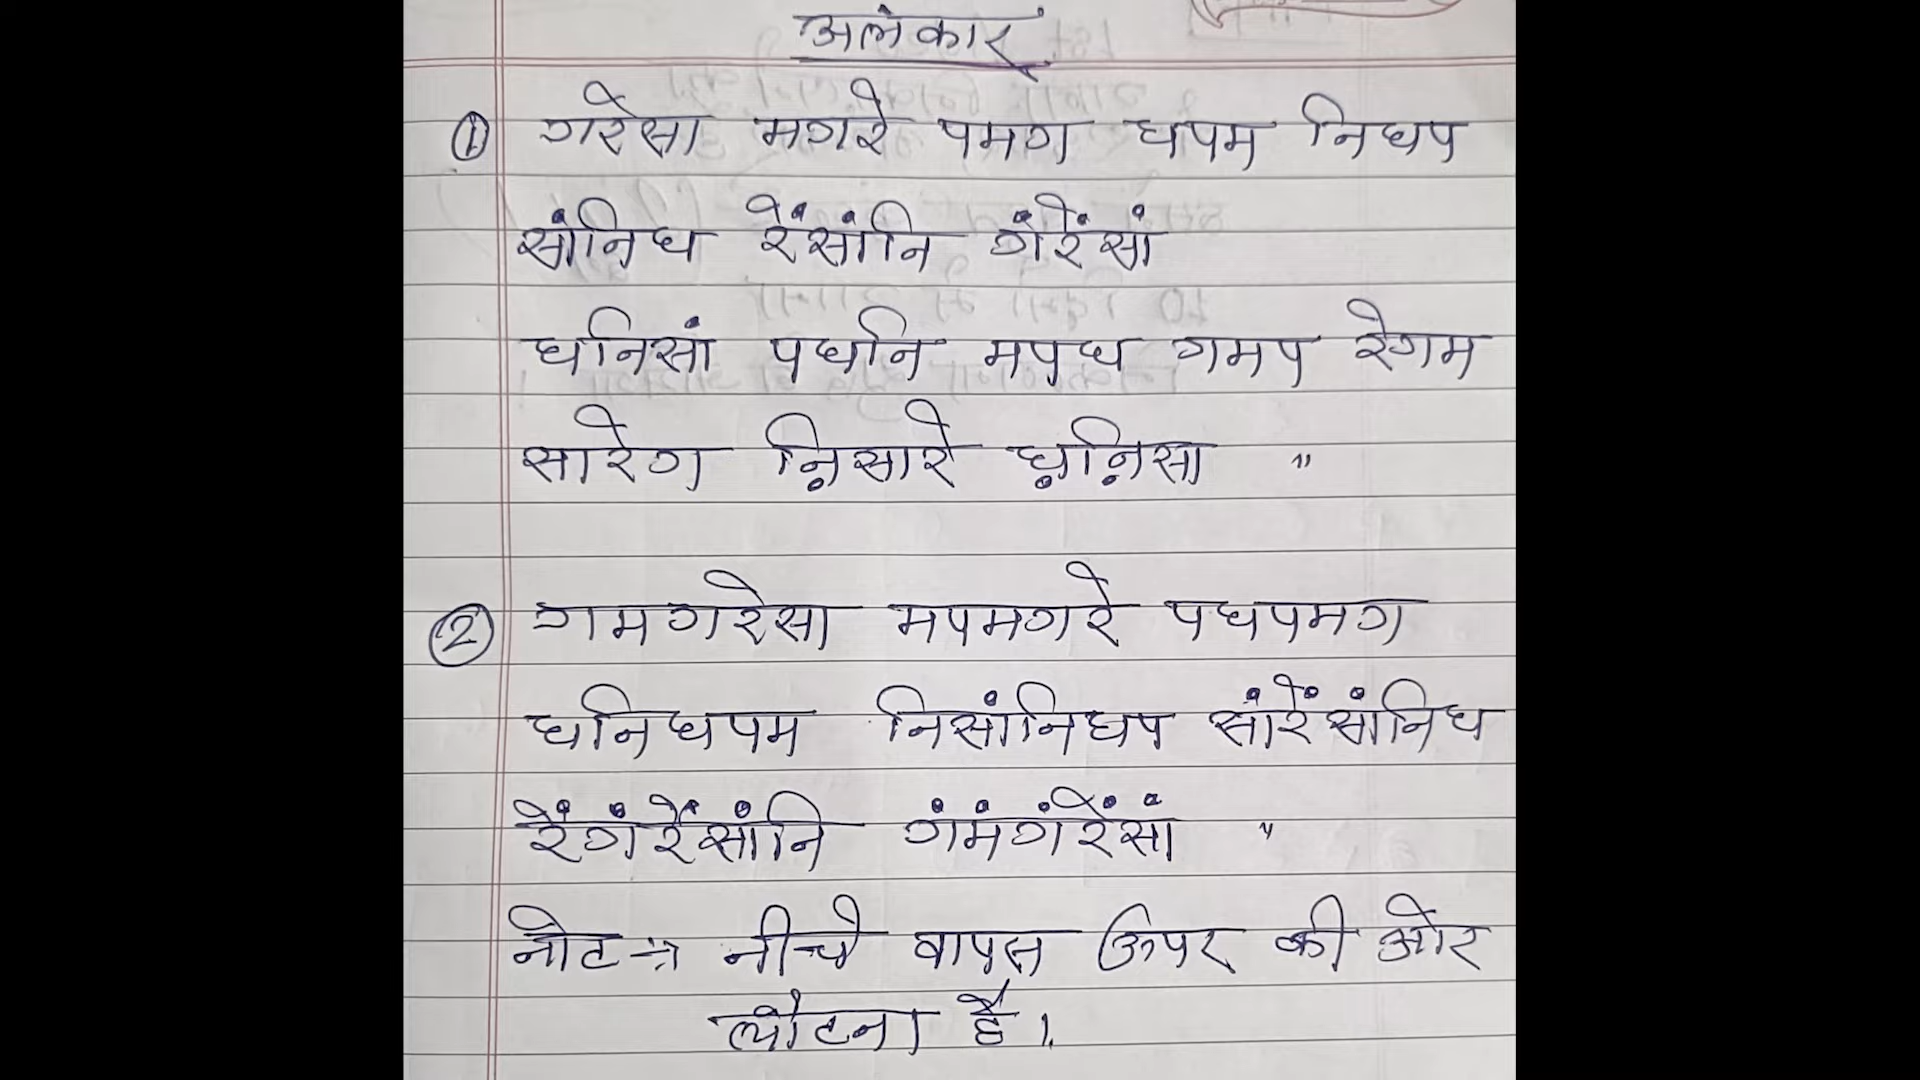 अलंकार
① गरेसा मगरे पमग धपम निधप
सांनिध रेंसांनि गंरेंसां
धनिसां पधनि मपध गमप रेगम
सारेग नि़सारे ध़नि़सा "
② गमगरेसा मपमगरे पधपमग
धनिधपम निसांनिधप सांरेंसांनिध
रेंगंरेंसांनि गंमंगंरेंसां "
नोट → नीचे वापस ऊपर की ओर
लौटना है।